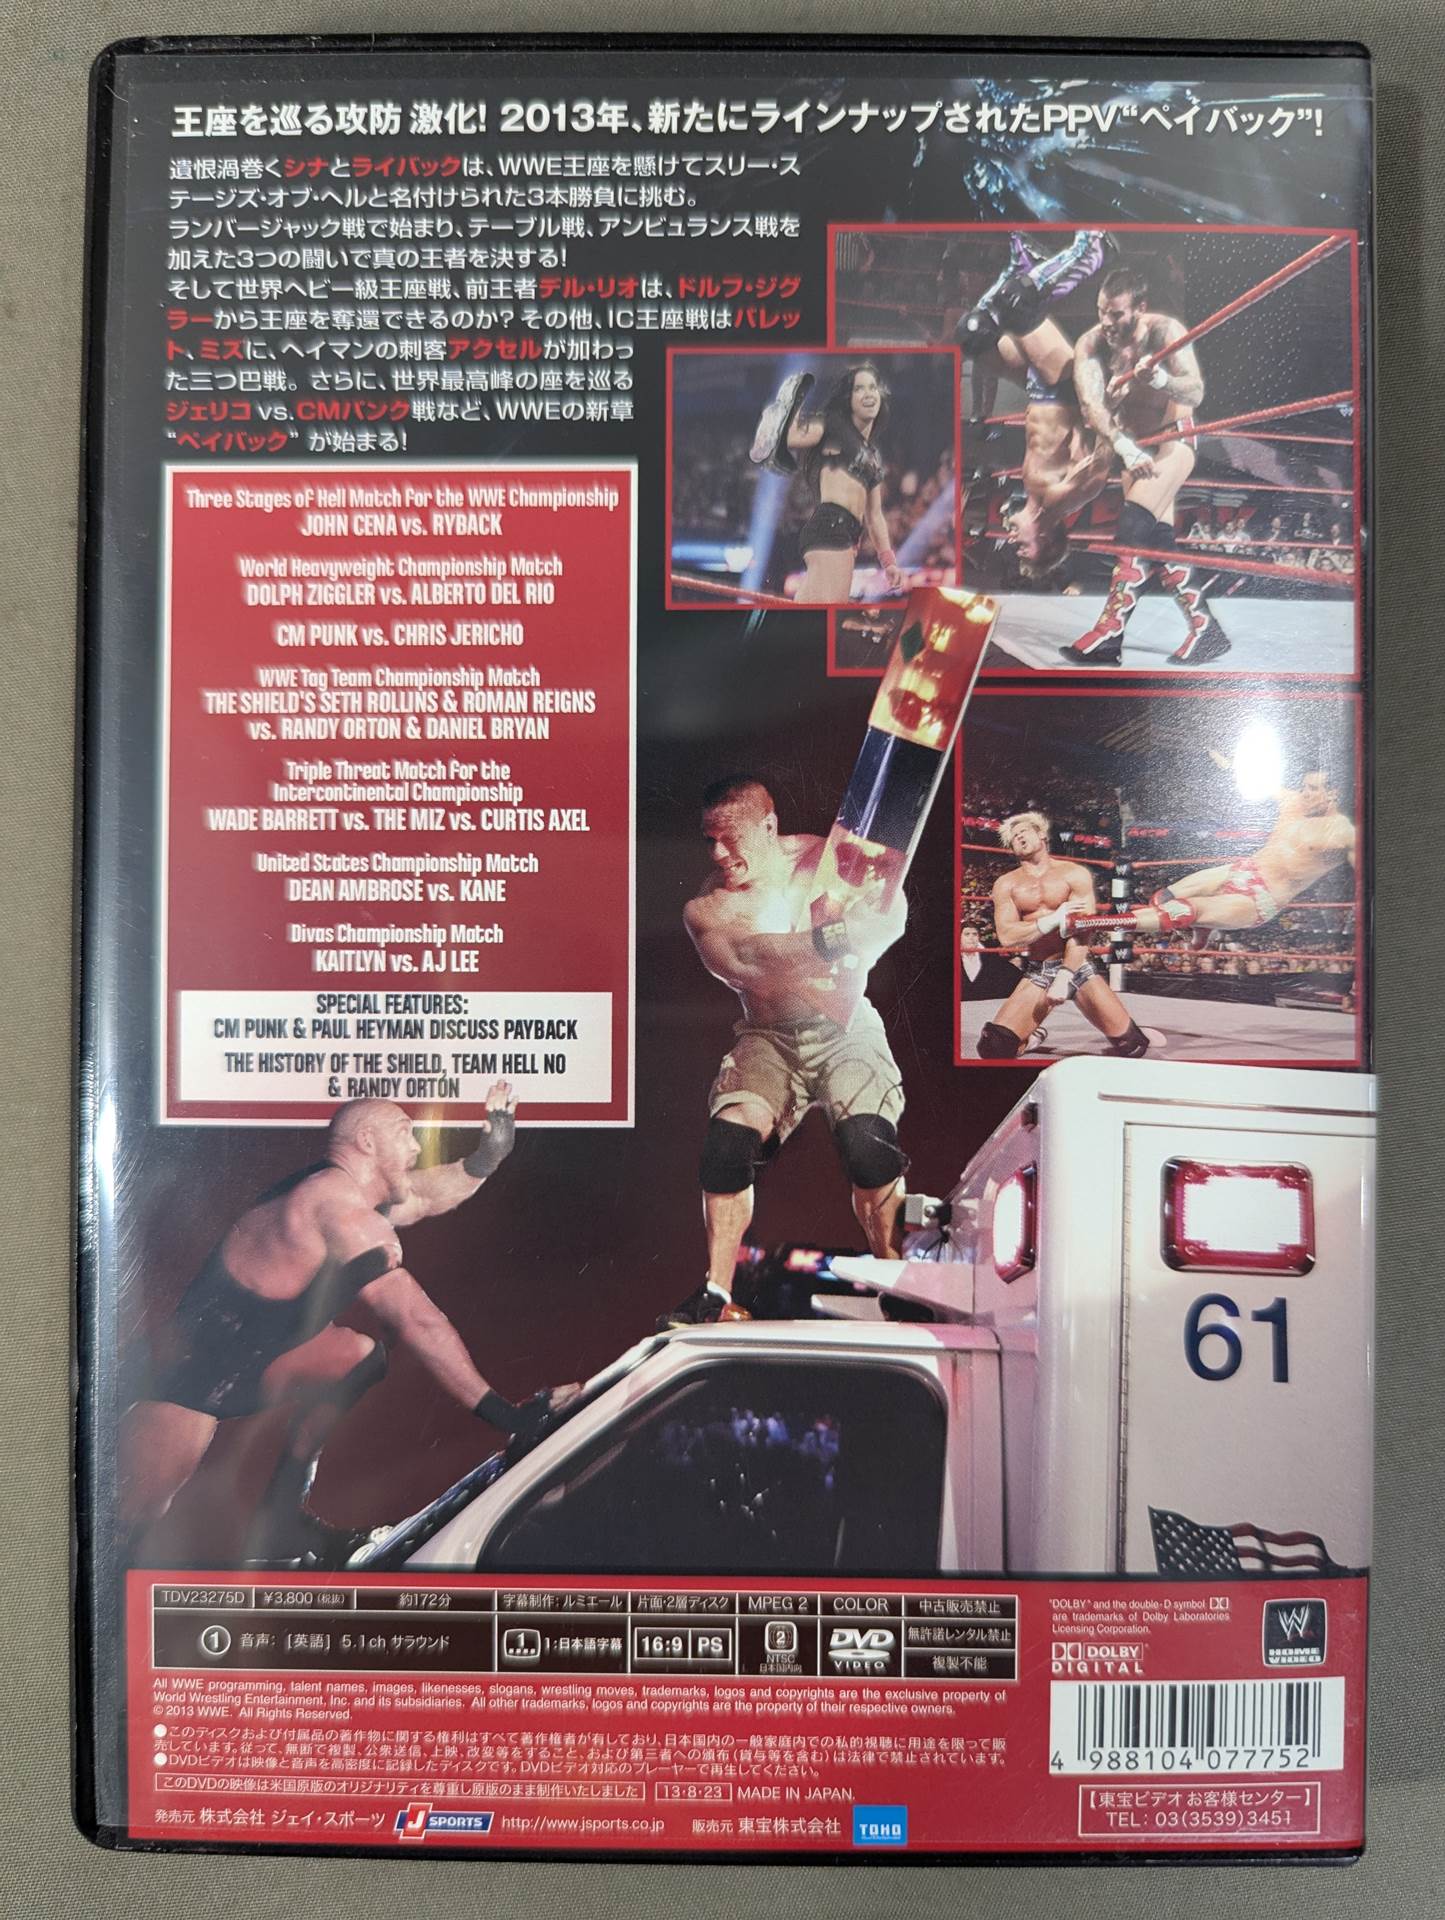 王座を巡る攻防 激化! 2013年、新たにラインナップされたPPV“ペイバック”!
遺恨渦巻くシナとライバックは、WWE王座を懸けてスリー・ス
テージズ・オブ・ヘルと名付けられた3本勝負に挑む。
ランバージャック戦で始まり、テーブル戦、アンビュランス戦を
加えた3つの闘いで真の王者を決する!
そして世界ヘビー級王座戦、前王者デル・リオは、ドルフ・ジグ
ラーから王座を奪還できるのか? その他、IC王座戦はバレッ
ト、ミズに、ヘイマンの刺客アクセルが加わっ
た三つ巴戦。さらに、世界最高峰の座を巡る
ジェリコ vs. CMパンク戦など、WWEの新章
“ペイバック” が始まる!
Three Stages of Hell Match for the WWE Championship
JOHN CENA vs. RYBACK
World Heavyweight Championship Match
DOLPH ZIGGLER vs. ALBERTO DEL RIO
CM PUNK vs. CHRIS JERICHO
WWE Tag Team Championship Match
THE SHIELD'S SETH ROLLINS & ROMAN REIGNS
vs. RANDY ORTON & DANIEL BRYAN
Triple Threat Match for the
Intercontinental Championship
WADE BARRETT vs. THE MIZ vs. CURTIS AXEL
United States Championship Match
DEAN AMBROSE vs. KANE
Divas Championship Match
KAITLYN vs. AJ LEE
SPECIAL FEATURES:
CM PUNK & PAUL HEYMAN DISCUSS PAYBACK
THE HISTORY OF THE SHIELD, TEAM HELL NO
& RANDY ORTON
61
TDV23275D ¥3,800 (税抜) 約172分 字幕制作: ルミエール 片面・2層ディスク MPEG 2 COLOR 中古販売禁止
1 音声: [英語] 5.1ch サラウンド 1 1:日本語字幕 16:9 PS 2 NTSC 日本国内向 DVD VIDEO 無許諾レンタル禁止
複製不能
"DOLBY" and the double-D symbol
are trademarks of Dolby Laboratories
Licensing Corporation.
DOLBY
DIGITAL
W
HOME VIDEO
All WWE programming, talent names, images, likenesses, slogans, wrestling moves, trademarks, logos and copyrights are the exclusive property of
World Wrestling Entertainment, Inc. and its subsidiaries. All other trademarks, logos and copyrights are the property of their respective owners.
© 2013 WWE. All Rights Reserved.
●このディスクおよび付属品の著作物に関する権利はすべて著作権者が有しており、日本国内の一般家庭内での私的視聴に用途を限って販
売しています。従って、無断で複製、公衆送信、上映、改変等をすること、および第三者への頒布(貸与等を含む)は法律で禁止されています。
●DVDビデオは映像と音声を高密度に記録したディスクです。DVDビデオ対応のプレーヤーで再生してください。
このDVDの映像は米国原版のオリジナリティを尊重し原版のまま制作いたしました 13・8・23 MADE IN JAPAN.
発売元 株式会社 ジェイ・スポーツ J SPORTS http://www.jsports.co.jp 販売元 東宝株式会社 TOHO
4 988104 077752
【東宝ビデオ お客様センター】
TEL: 03(3539)3451